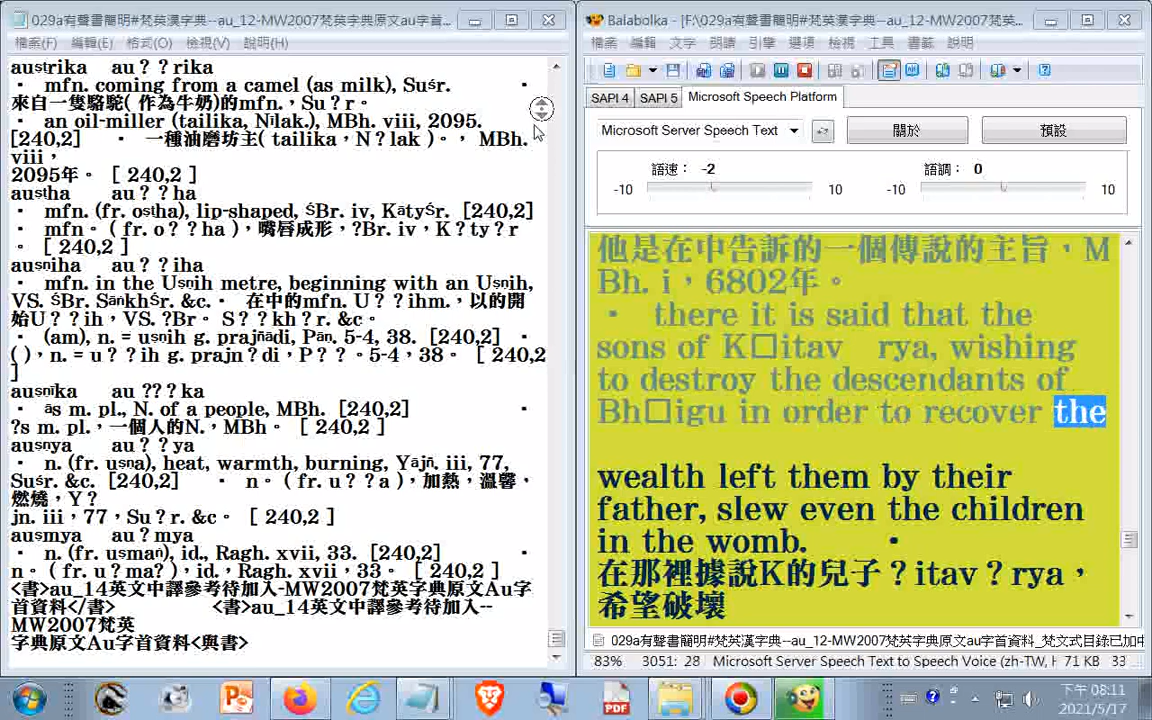 029a有聲書簡明#梵英漢字典--au_12-MW2007梵英字典原文au字首...
檔案(F) 編輯(E) 格式(O) 檢視(V) 說明(H)
auṣṭrika au??rika
• mfn. coming from a camel (as milk), Suśr. •
來自一隻駱駝( 作為牛奶)的mfn.，Su?r。
• an oil-miller (tailika, Nīlak.), MBh. viii, 2095.
[240,2] • 一種油磨坊主( tailika，N?lak )。， MBh.
viii，
2095年。 [ 240,2 ]
auṣṭha au??ha
• mfn. (fr. oṣṭha), lip-shaped, ŚBr. iv, KātyŚr. [240,2]
• mfn。( fr. o??ha )，嘴唇成形，?Br. iv，K?ty?r
。 [ 240,2 ]
auṣṇiha au??iha
• mfn. in the Uṣṇih metre, beginning with an Uṣṇih,
VS. ŚBr. SāṅkhŚr. &c. • 在中的mfn. U??ihm.，以的開
始U??ih，VS. ?Br。 S??kh?r. &c。
• (am), n. = uṣṇih g. prajñādi, Pāṇ. 5-4, 38. [240,2]
( )，n. = u??ih g. prajn?di，P??。5-4，38。 [ 240,2
]
auṣṇīka au???ka
• ās m. pl., N. of a people, MBh. [240,2] •
?s m. pl.，一個人的N.，MBh。 [ 240,2 ]
auṣṇya au??ya
• n. (fr. uṣṇa), heat, warmth, burning, Yājñ. iii, 77,
Suśr. &c. [240,2] • n。( fr. u??a )，加熱，溫馨，
燃燒，Y?
jn. iii，77，Su?r. &c。 [ 240,2 ]
auṣmya au?mya
• n. (fr. uṣman), id., Ragh. xvii, 33. [240,2] •
n。( fr. u?ma? )，id.，Ragh. xvii，33。 [ 240,2 ]
<書>au_14英文中譯參考待加入-MW2007梵英字典原文Au字
首資料</書> <書>au_14英文中譯參考待加入--
MW2007梵英
字典原文Au字首資料<與書>
Balabolka - [F:\029a有聲書簡明#梵英漢字典--au_12-MW2007梵英...
檔案 編輯 文字 朗讀 引擎 選項 檢視 工具 書籤 說明
SAPI 4 SAPI 5 Microsoft Speech Platform
Microsoft Server Speech Text 關於 預設
語速： -2 語調： 0
-10 10 -10 10
他是在中告訴的一個傳說的主旨，M
Bh. i，6802年。
• there it is said that the
sons of K□itav rya, wishing
to destroy the descendants of
Bh□igu in order to recover the
wealth left them by their
father, slew even the children
in the womb. •
在那裡據說K的兒子?itav?rya，
希望破壞
029a有聲書簡明#梵英漢字典--au_12-MW2007梵英字典原文au字首資料_梵文式目錄已加中
83% 3051: 28 Microsoft Server Speech Text to Speech Voice (zh-TW, H 71 KB 33
PDF
下午 08:11
2021/5/17